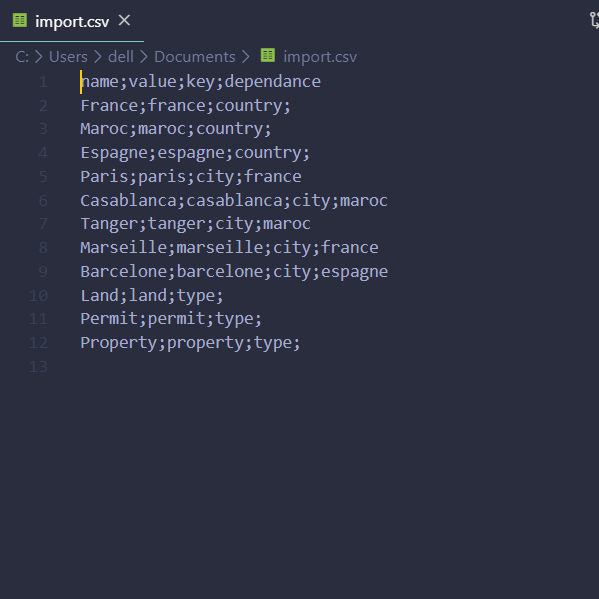 import.csv
C: > Users > dell > Documents > import.csv
1 name;value;key;dependance
2 France;france;country;
3 Maroc;maroc;country;
4 Espagne;espagne;country;
5 Paris;paris;city;france
6 Casablanca;casablanca;city;maroc
7 Tanger;tanger;city;maroc
8 Marseille;marseille;city;france
9 Barcelone;barcelone;city;espagne
10 Land;land;type;
11 Permit;permit;type;
12 Property;property;type;
13